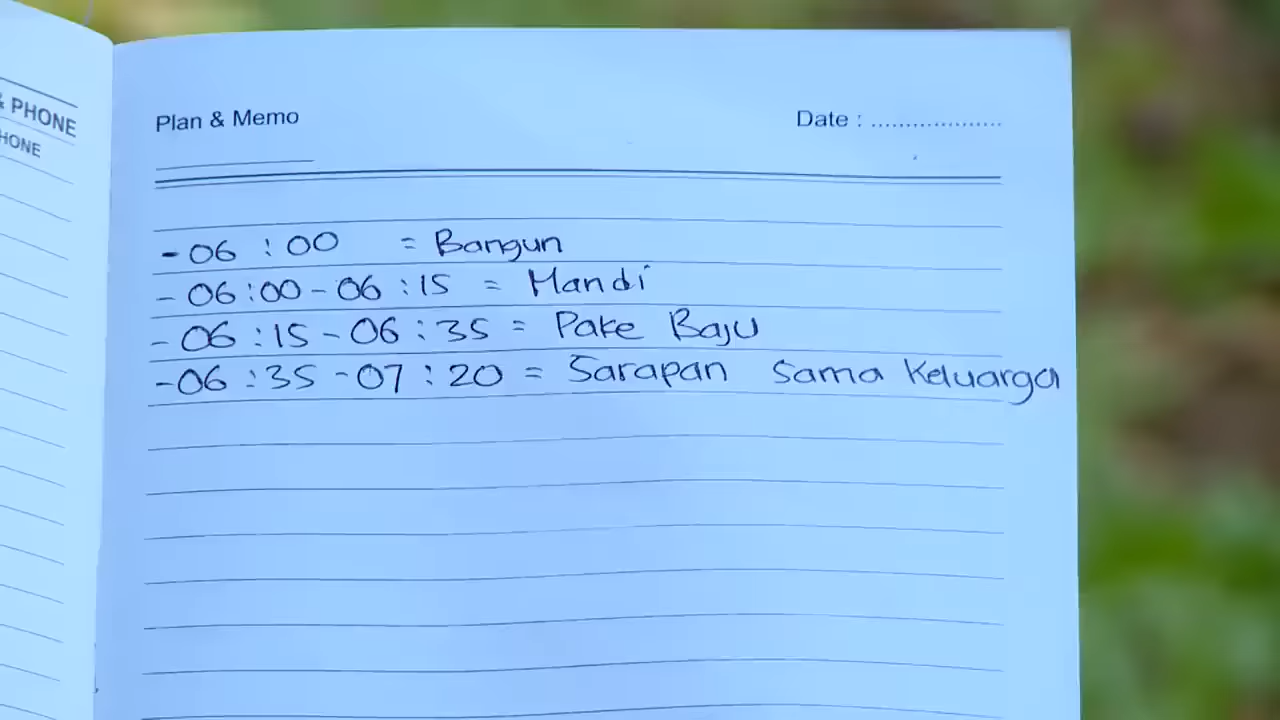 & PHONE
HONE
Plan & Memo
Date : ...................
- 06 : 00 = Bangun
- 06 : 00 - 06 : 15 = Mandi
- 06 : 15 - 06 : 35 = Pake Baju
- 06 : 35 - 07 : 20 = Sarapan sama Keluarga